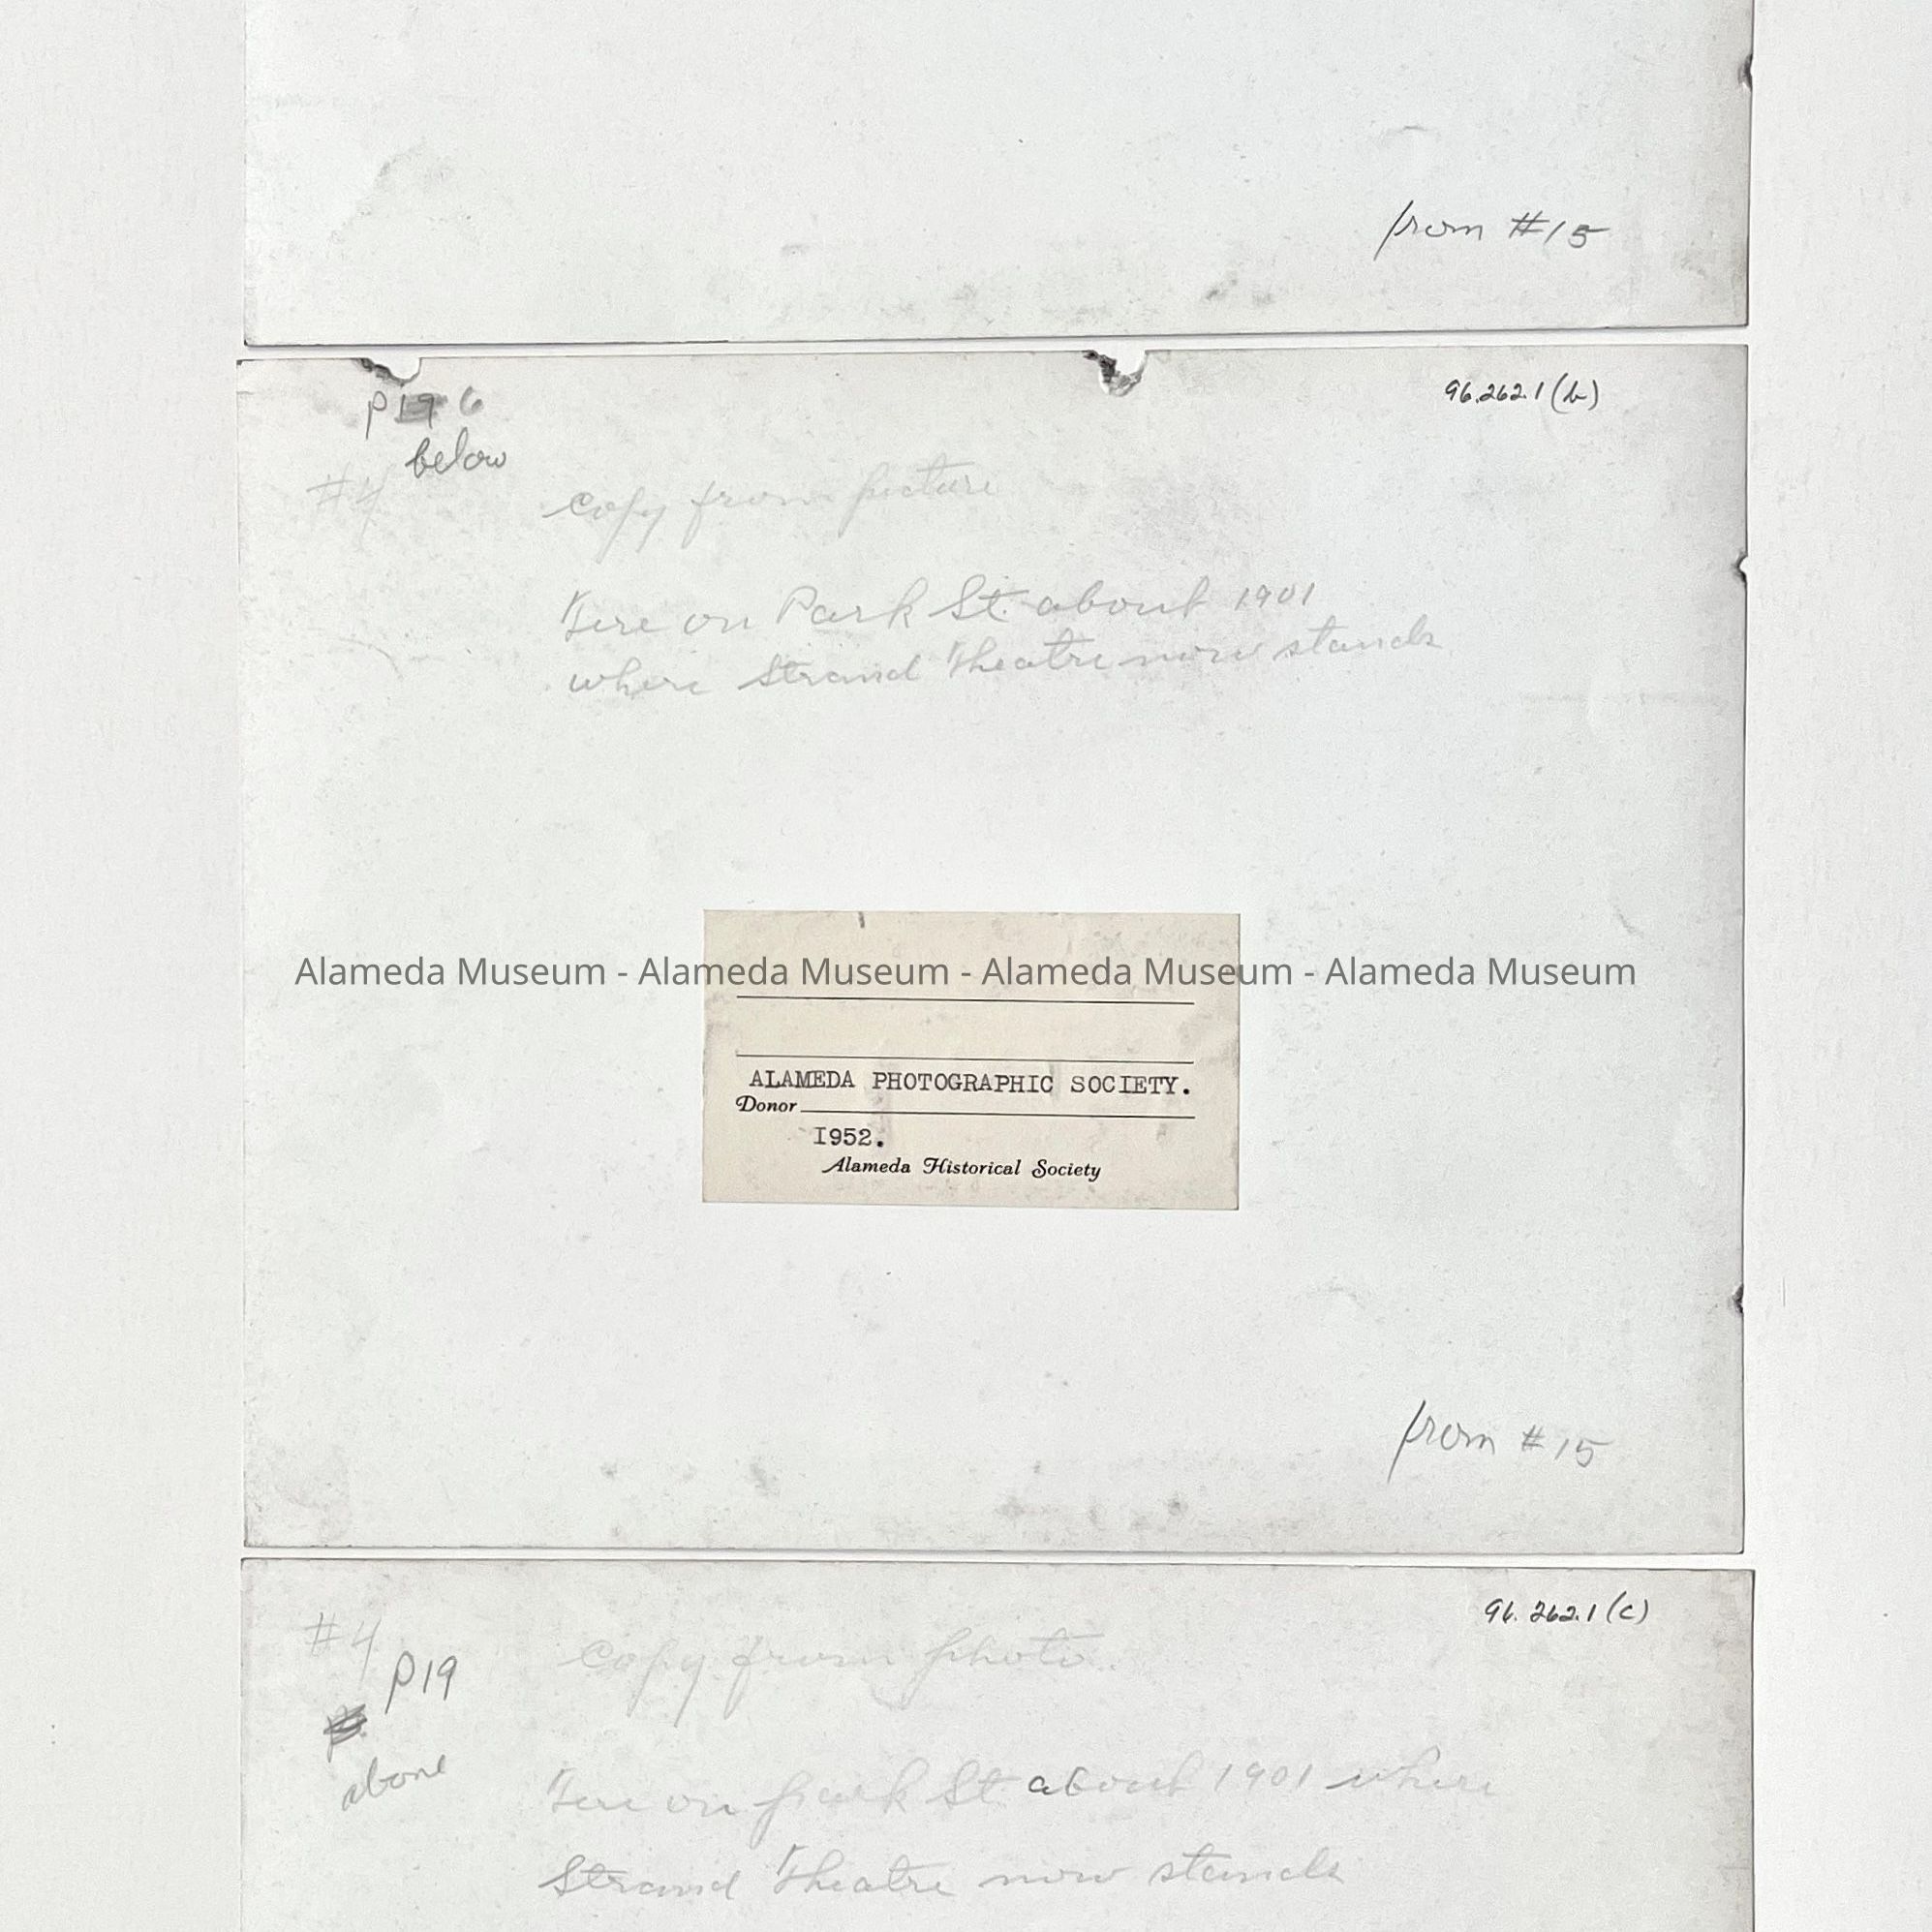 from #15
p 19 6
96.262.1(b)
below
#4
copy from picture
Fire on Park St. about 1901
where Strand Theatre now stands
Alameda Museum - Alameda Museum - Alameda Museum - Alameda Museum
ALAMEDA PHOTOGRAPHIC SOCIETY.
Donor
1952.
Alameda Historical Society
from #15
#4
96.262.1(c)
copy from photo.
p19
above
Fire on park St. about 1901 where
Strand Theatre now stands